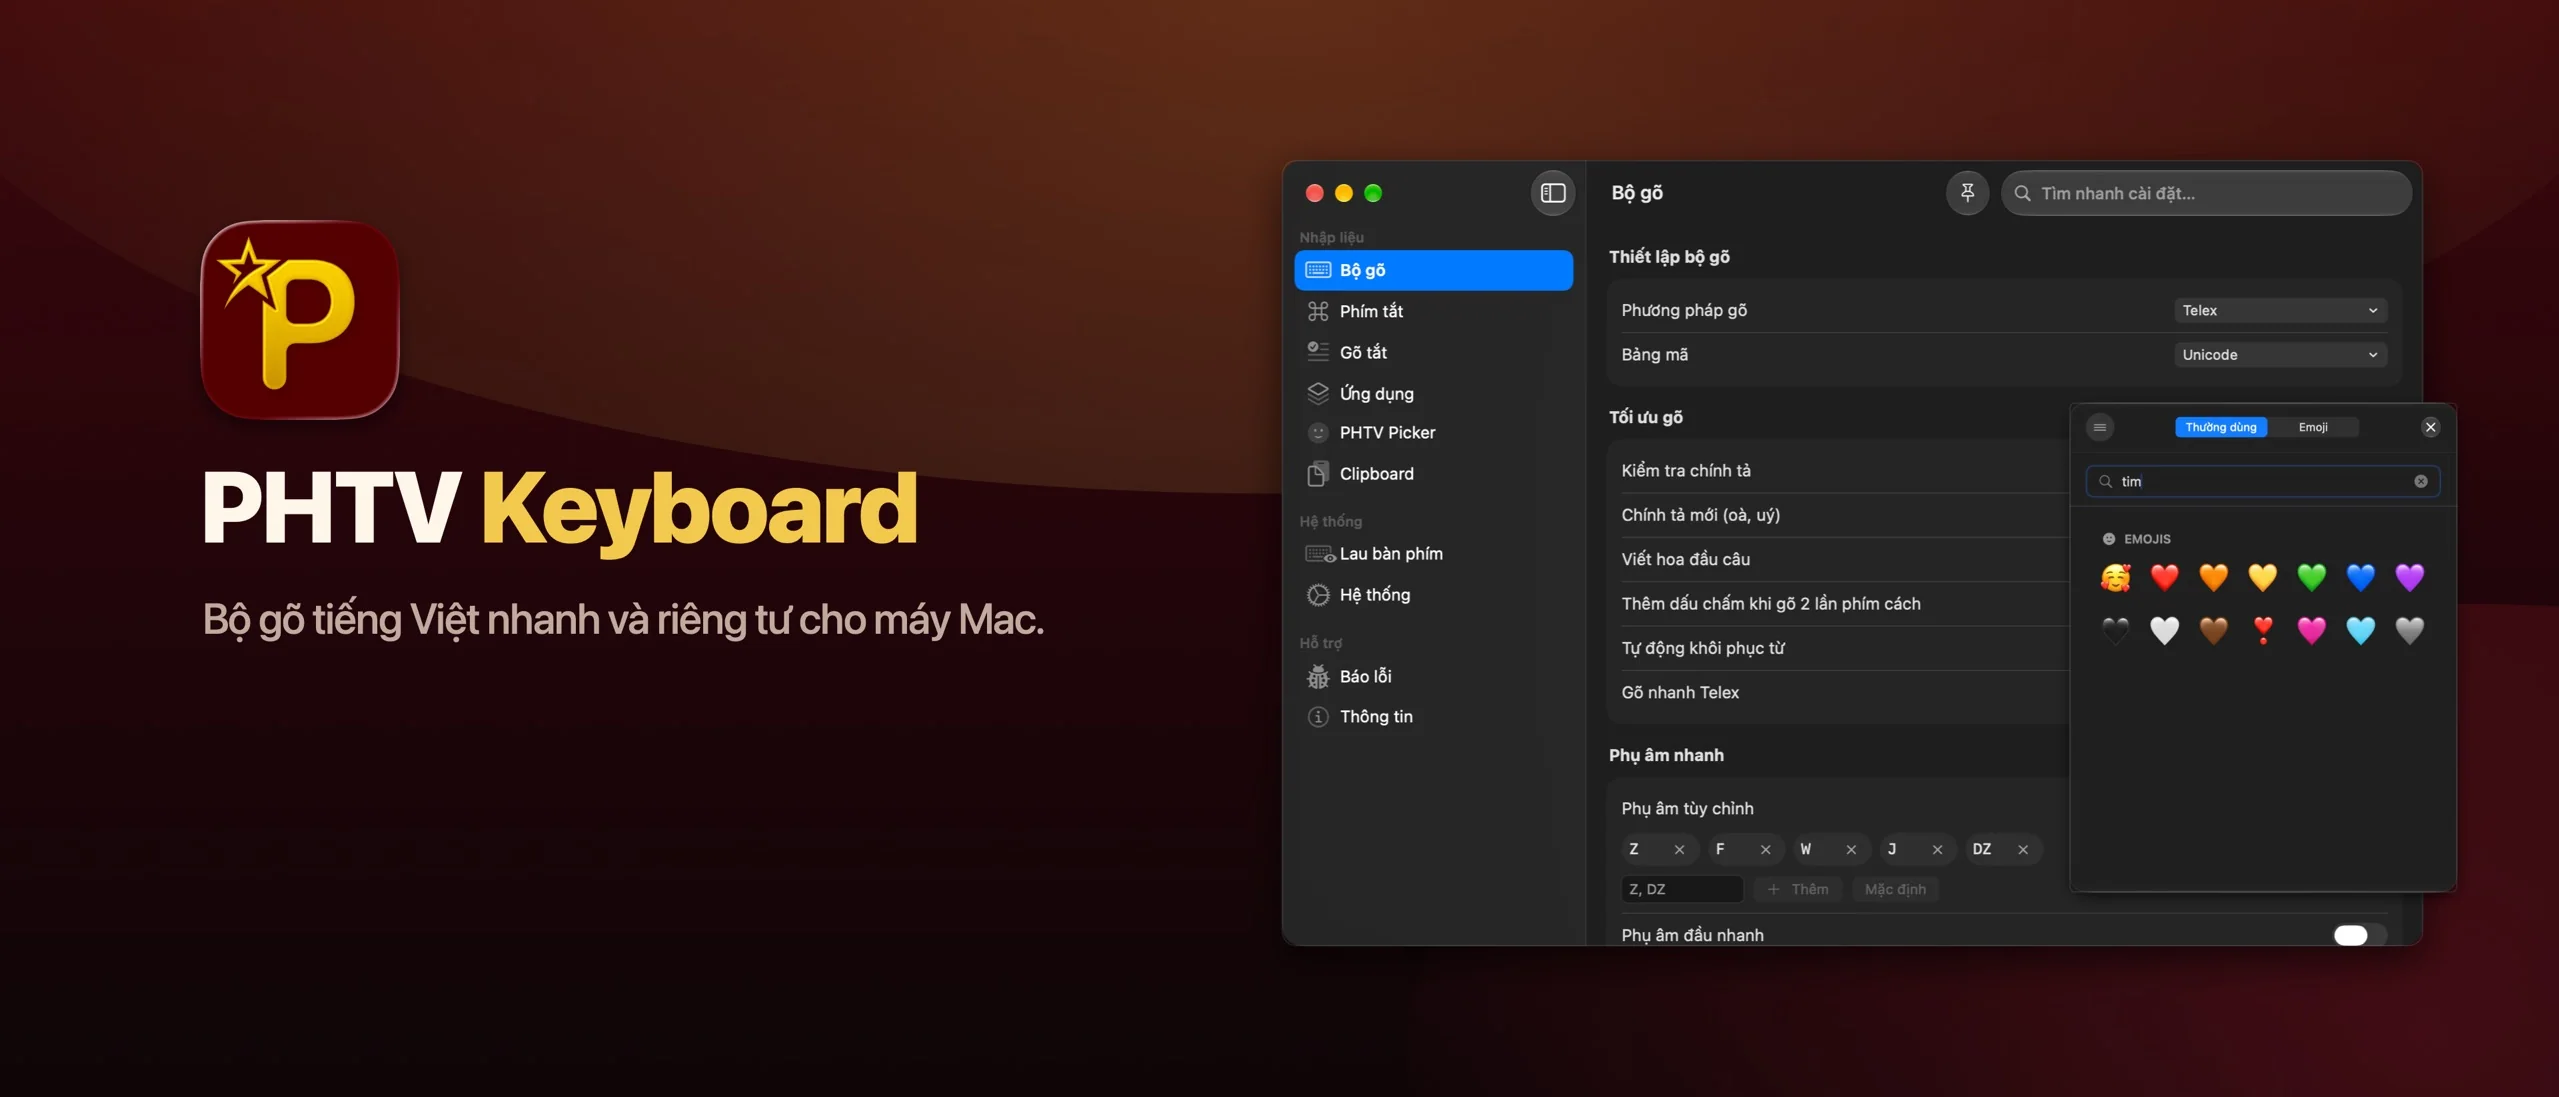 P
PHTV Keyboard
Bộ gõ tiếng Việt nhanh và riêng tư cho máy Mac.
Nhập liệu
Bộ gõ
Phím tắt
Gõ tắt
Ứng dụng
PHTV Picker
Clipboard
Hệ thống
Lau bàn phím
Hệ thống
Hỗ trợ
Báo lỗi
Thông tin
Bộ gõ
Tìm nhanh cài đặt...
Thiết lập bộ gõ
Phương pháp gõ Telex
Bảng mã Unicode
Tối ưu gõ
Kiểm tra chính tả
Chính tả mới (oà, uý)
Viết hoa đầu câu
Thêm dấu chấm khi gõ 2 lần phím cách
Tự động khôi phục từ
Gõ nhanh Telex
Phụ âm nhanh
Phụ âm tùy chỉnh
Z F W J DZ
Z, DZ Thêm Mặc định
Phụ âm đầu nhanh
Thường dùng Emoji
tim
EMOJIS